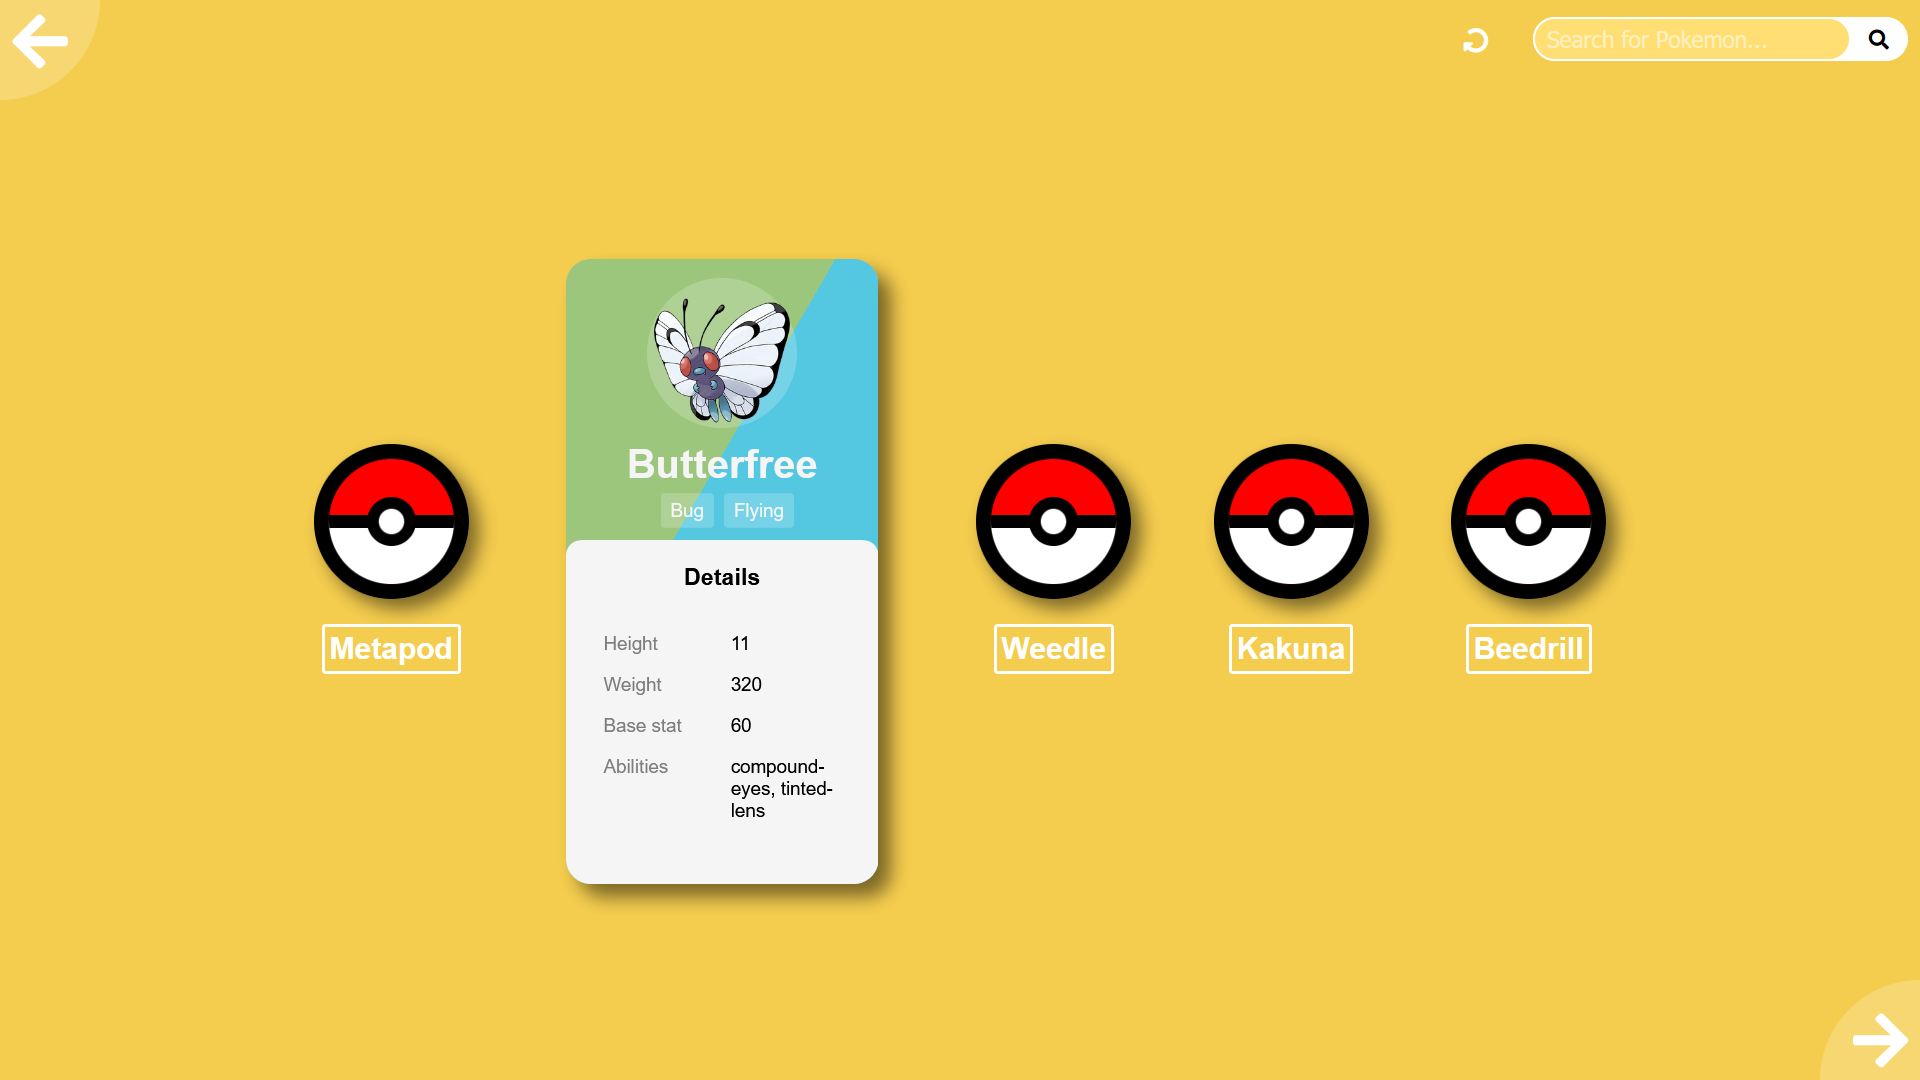 Search for Pokemon...
Butterfree
Bug
Flying
Details
Height 11
Weight 320
Base stat 60
Abilities compound-
eyes, tinted-
lens
Metapod
Weedle
Kakuna
Beedrill